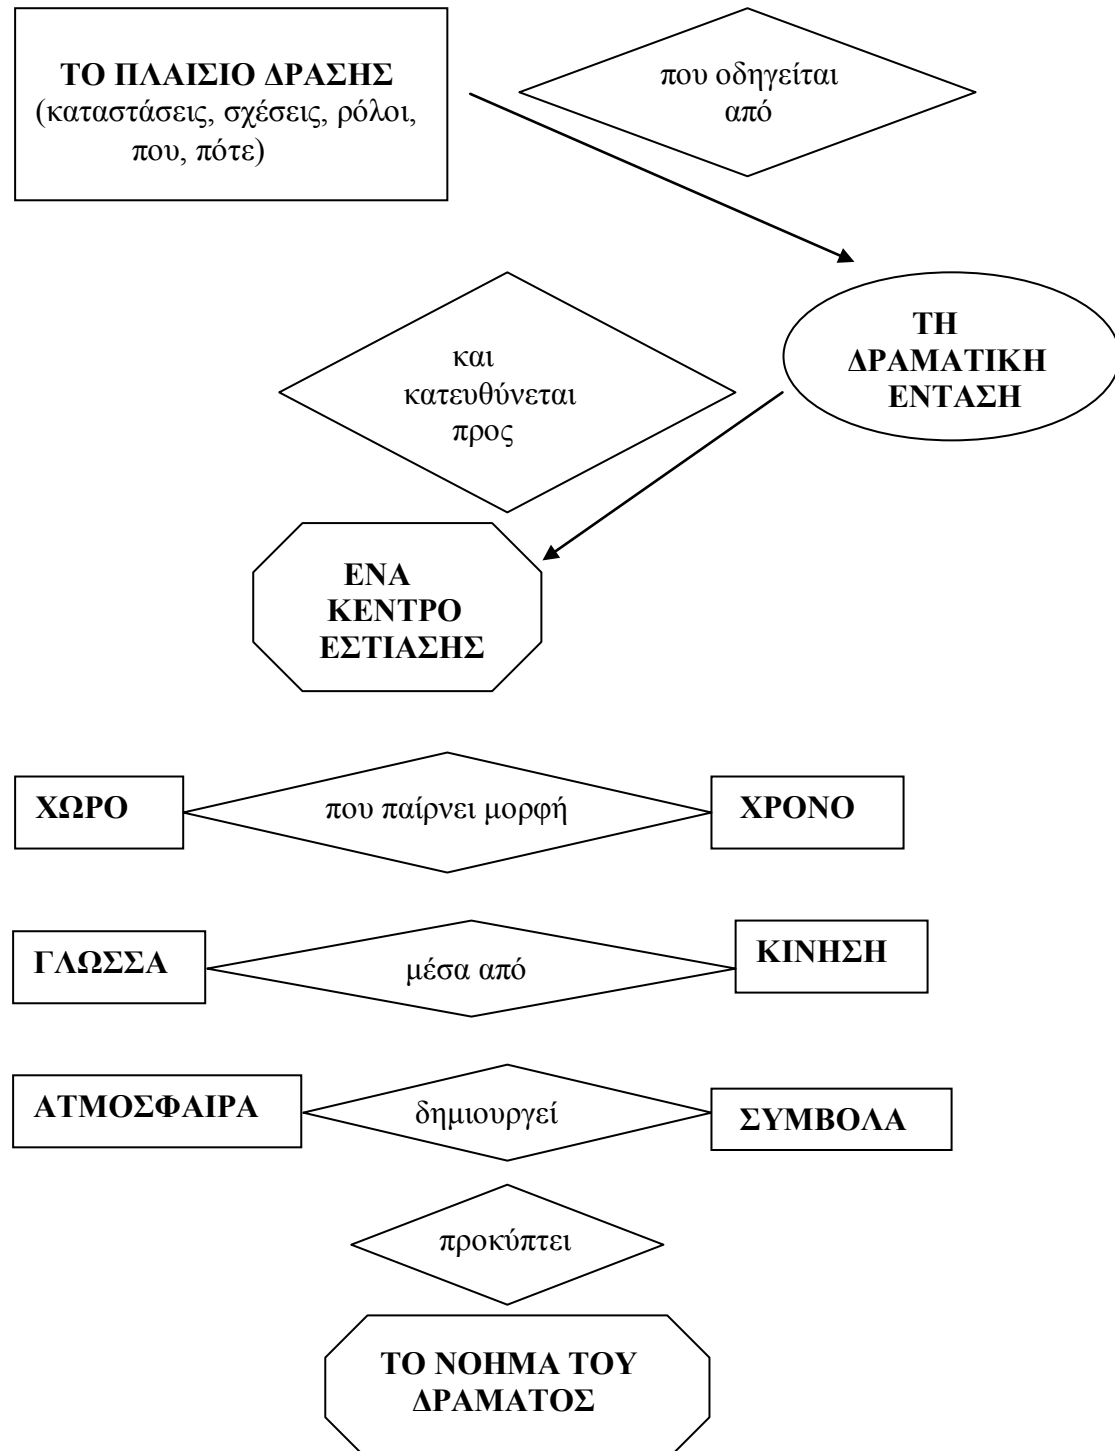 ΤΟ ΠΛΑΙΣΙΟ ΔΡΑΣΗΣ
(καταστάσεις, σχέσεις, ρόλοι,
που, πότε)
που οδηγείται
από
ΤΗ
ΔΡΑΜΑΤΙΚΗ
ΕΝΤΑΣΗ
και
κατευθύνεται
προς
ΕΝΑ
ΚΕΝΤΡΟ
ΕΣΤΙΑΣΗΣ
ΧΩΡΟ
που παίρνει μορφή
ΧΡΟΝΟ
ΓΛΩΣΣΑ
μέσα από
ΚΙΝΗΣΗ
ΑΤΜΟΣΦΑΙΡΑ
δημιουργεί
ΣΥΜΒΟΛΑ
προκύπτει
ΤΟ ΝΟΗΜΑ ΤΟΥ
ΔΡΑΜΑΤΟΣ